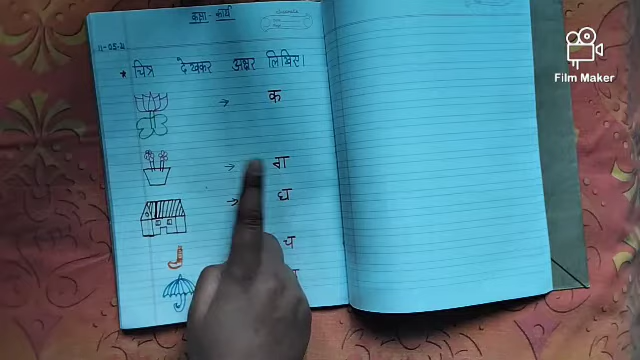 Film Maker
कक्षा - कार्य
चित्र देखकर अक्षर लिखिए।
→ क
→ग
→ घ
च